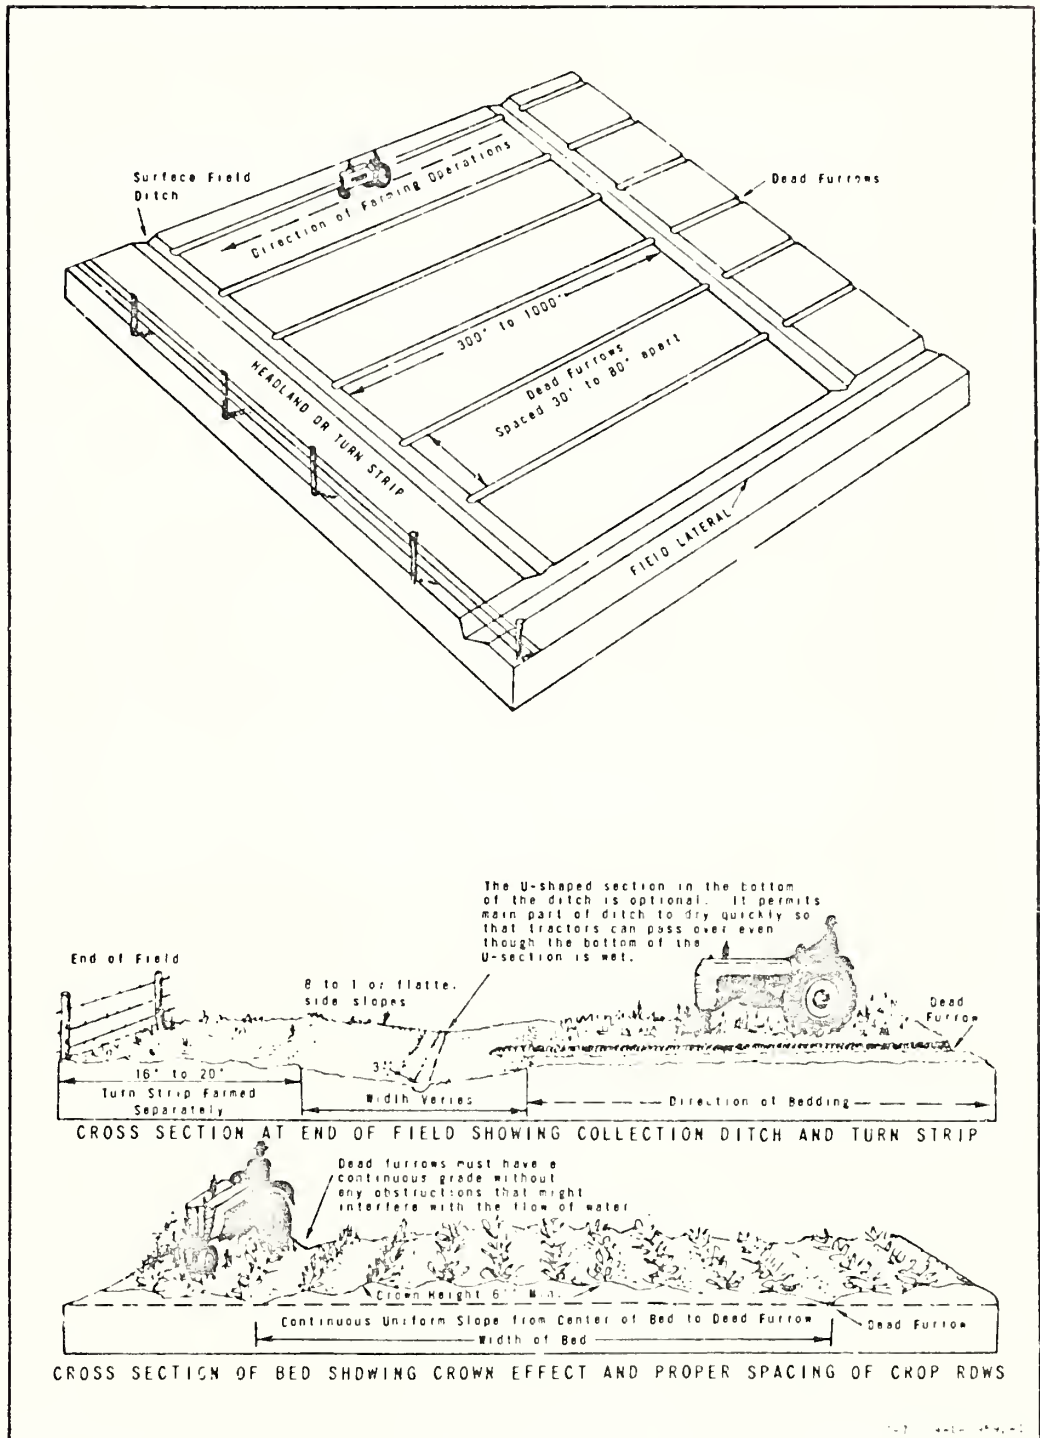 Surface Field
Ditch
Dead Furrows
Direction of Farming Operations
300' to 1000'
Dead Furrows
Spaced 30' to 80' apart
HEADLAND OR TURN STRIP
FIELD LATERAL
The U-shaped section in the bottom
of the ditch is optional. It permits
main part of ditch to dry quickly so
that tractors can pass over even
though the bottom of the
U-section is wet.
End of Field
8 to 1 or
side slopes
Dead
Furrow
16' to 20'
Turn Strip Farmed
Separately
Width Varies
Direction of Bedding
CROSS SECTION AT END OF FIELD SHOWING COLLECTION DITCH AND TURN STRIP
Dead furrows must have a
continuous grade without
any obstructions that might
interfere with the flow of water
Crown Height 6" Min.
Continuous Uniform Slope from Center of Bed to Dead Furrow
Dead Furrow
Width of Bed
CROSS SECTION OF BED SHOWING CROWN EFFECT AND PROPER SPACING OF CROP ROWS